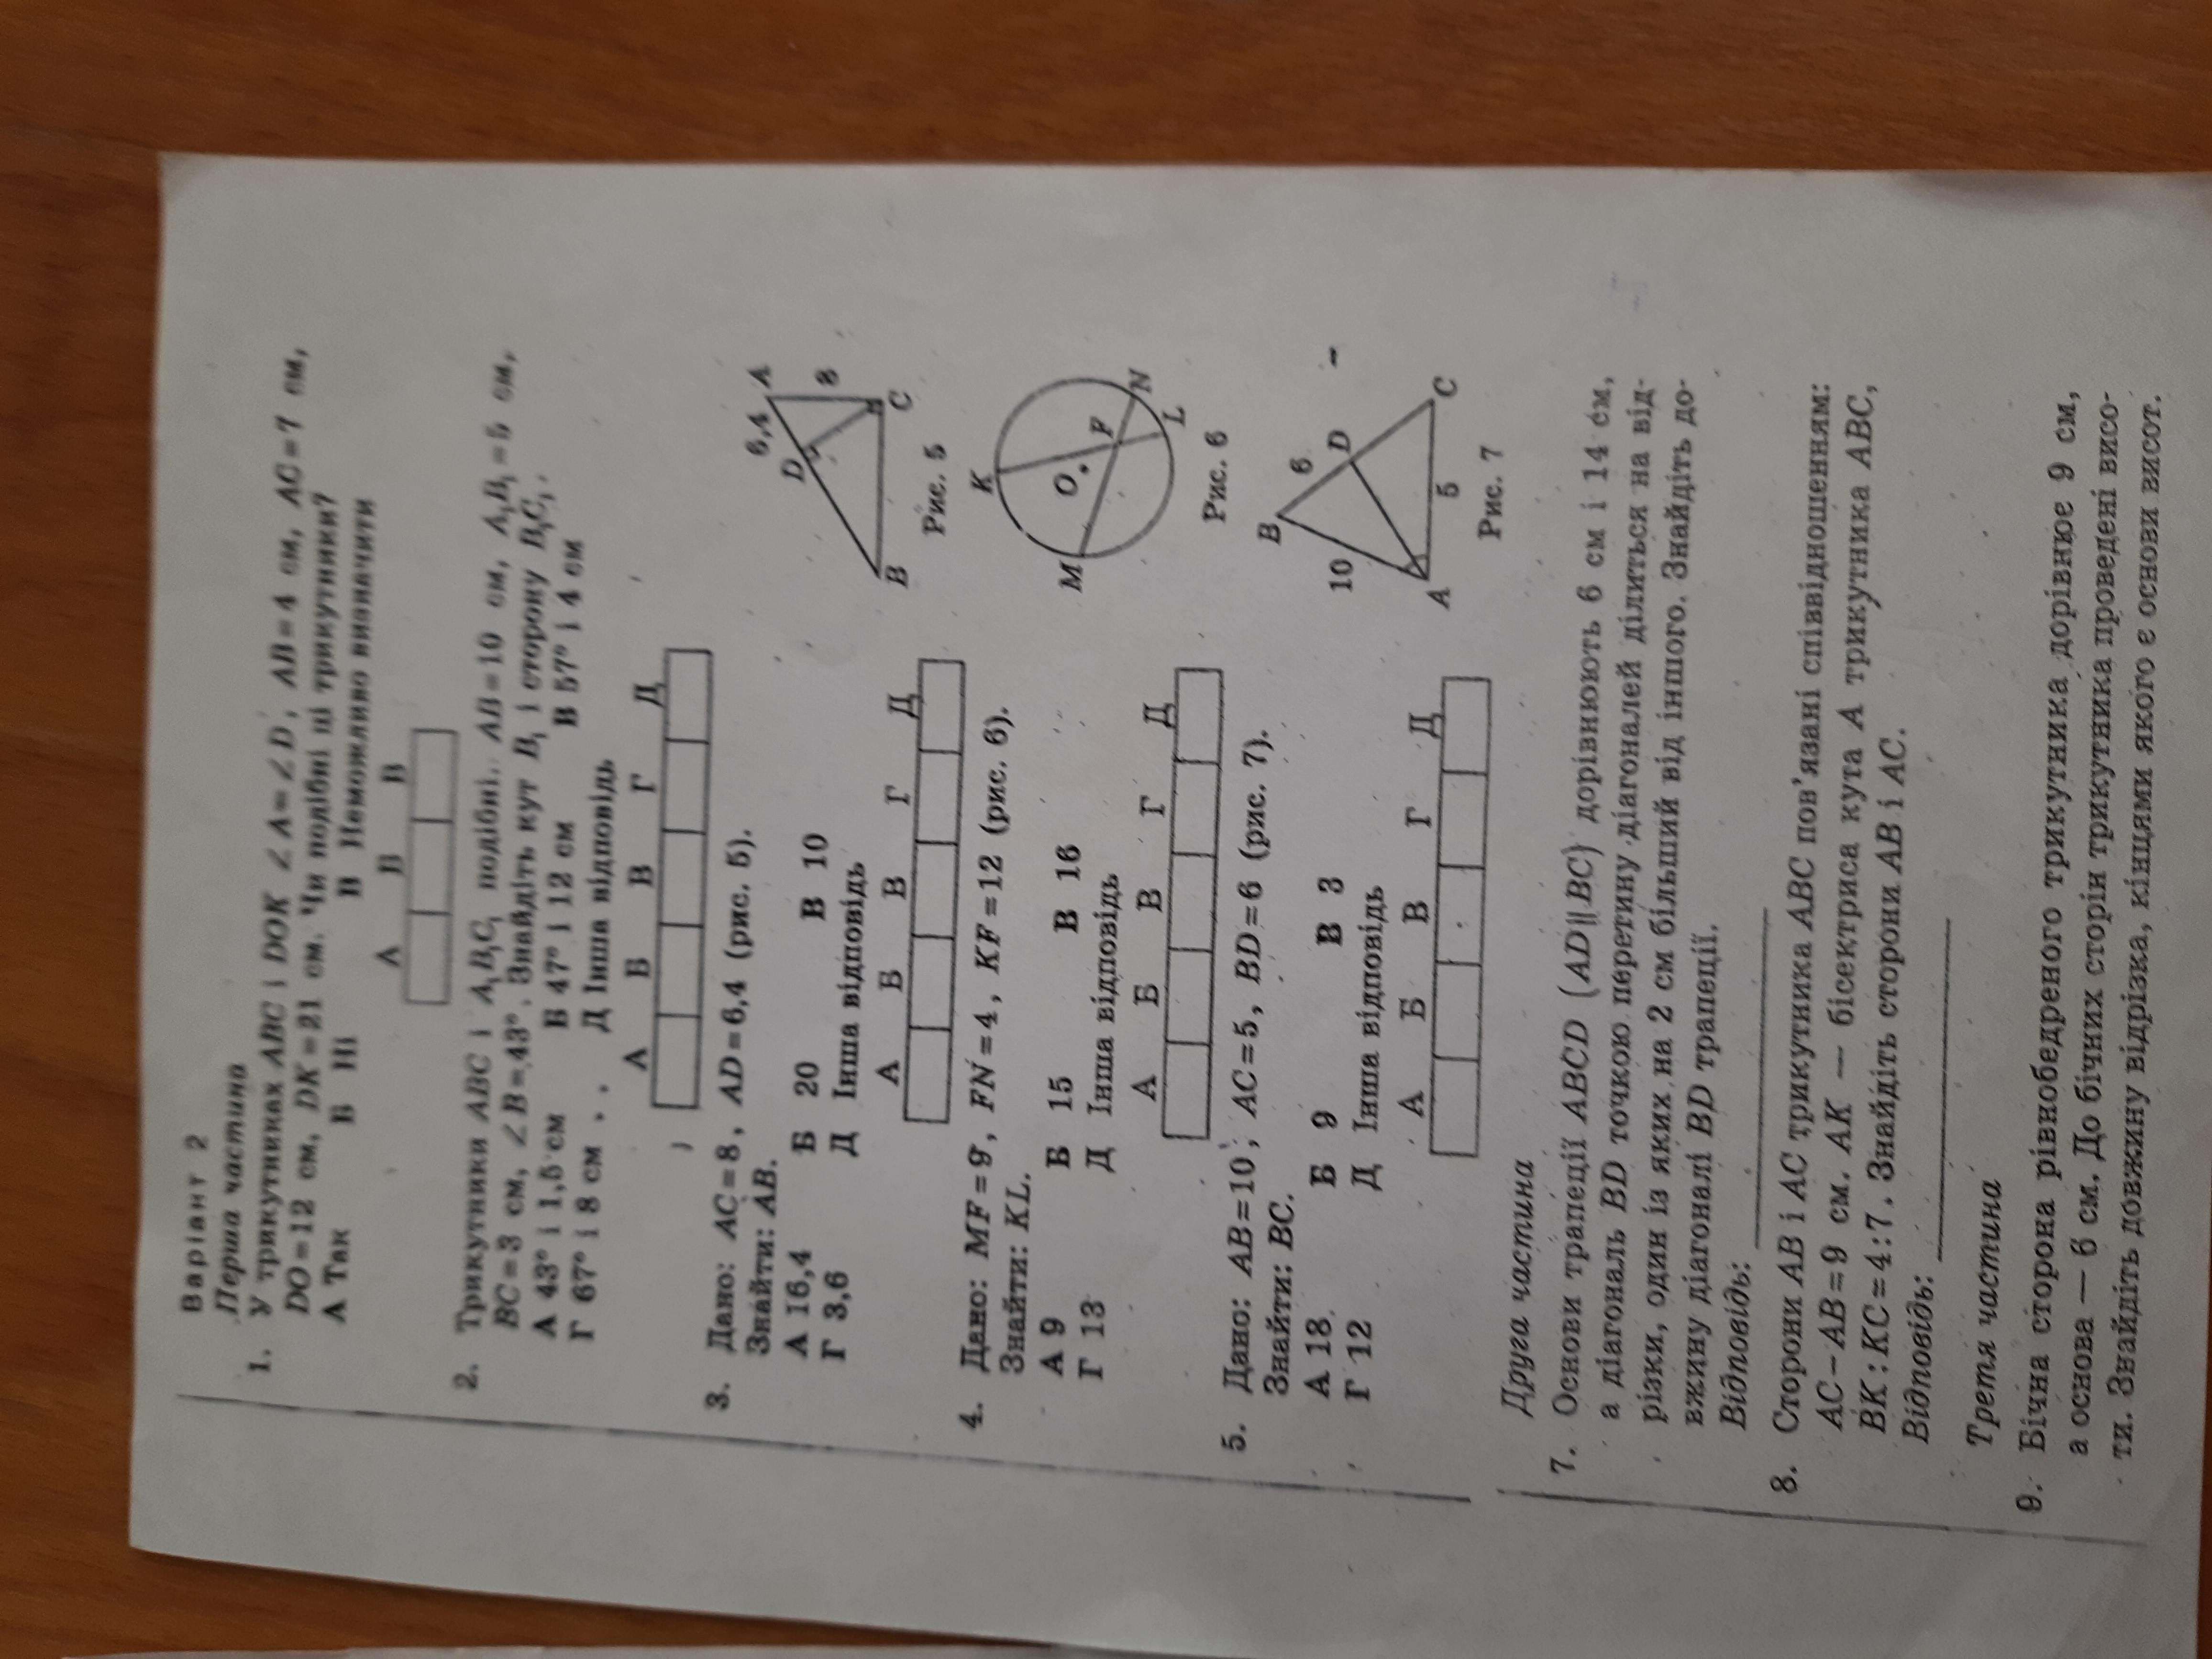 Варіант 2
Перша частина
1. У трикутниках ABC і DOK ∠A=∠D, AB=4 см, AC=7 см,
DO=12 см, DK=21 см. Чи подібні ці трикутники?
А Так Б Ні В Неможливо визначити
А Б В
2. Трикутники ABC і A₁B₁C₁ подібні. AB=10 см, A₁B₁=5 см,
BC=3 см, ∠B=43°. Знайдіть кут B₁ і сторону B₁C₁.
А 43° і 1,5 см Б 47° і 12 см В 57° і 4 см
Г 67° і 8 см Д Інша відповідь
А Б В Г Д
3. Дано: AC=8, AD=6,4 (рис. 5).
Знайти: AB.
А 16,4 Б 20 В 10
Г 3,6 Д Інша відповідь
А Б В Г Д
6,4
A
D
8
B
C
Рис. 5
4. Дано: MF=9, FN=4, KF=12 (рис. 6).
Знайти: KL.
А 9 Б 15 В 16
Г 13 Д Інша відповідь
А Б В Г Д
K
O
M
F
N
L
Рис. 6
5. Дано: AB=10, AC=5, BD=6 (рис. 7).
Знайти: BC.
А 18 Б 9 В 3
Г 12 Д Інша відповідь
А Б В Г Д
B
6
10
D
A
5
C
Рис. 7
Друга частина
7. Основи трапеції ABCD (AD||BC) дорівнюють 6 см і 14 см,
а діагональ BD точкою перетину діагоналей ділиться на від-
різки, один із яких на 2 см більший від іншого. Знайдіть до-
вжину діагоналі BD трапеції.
Відповідь:
8. Сторони AB і AC трикутника ABC пов'язані співвідношенням:
AC−AB=9 см. AK — бісектриса кута A трикутника ABC,
BK:KC=4:7. Знайдіть сторони AB і AC.
Відповідь:
Третя частина
9. Бічна сторона рівнобедреного трикутника дорівнює 9 см,
а основа — 6 см. До бічних сторін трикутника проведені висо-
ти. Знайдіть довжину відрізка, кінцями якого є основи висот.